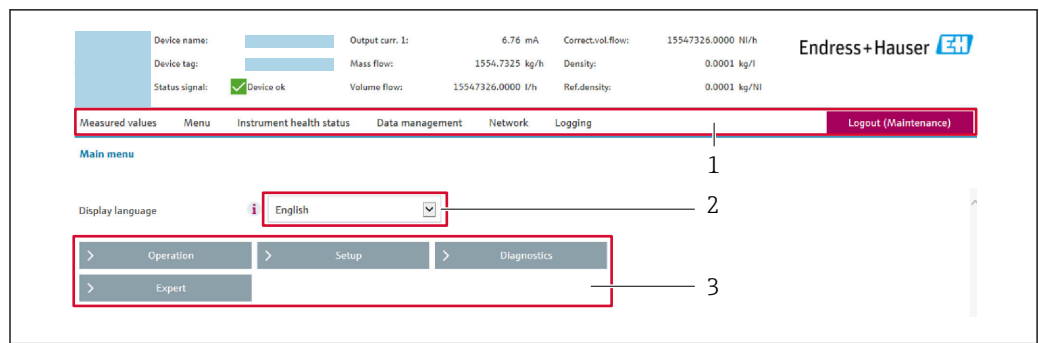 Device name: Output curr. 1: 6.76 mA Correct.vol.flow: 15547326.0000 Nl/h
Endress+Hauser EH
Device tag: Mass flow: 1554.7325 kg/h Density: 0.0001 kg/l
Status signal: Device ok Volume flow: 15547326.0000 l/h Ref.density: 0.0001 kg/Nl
Measured values Menu Instrument health status Data management Network Logging Logout (Maintenance)
Main menu
1
Display language i English
2
> Operation > Setup > Diagnostics
> Expert
3